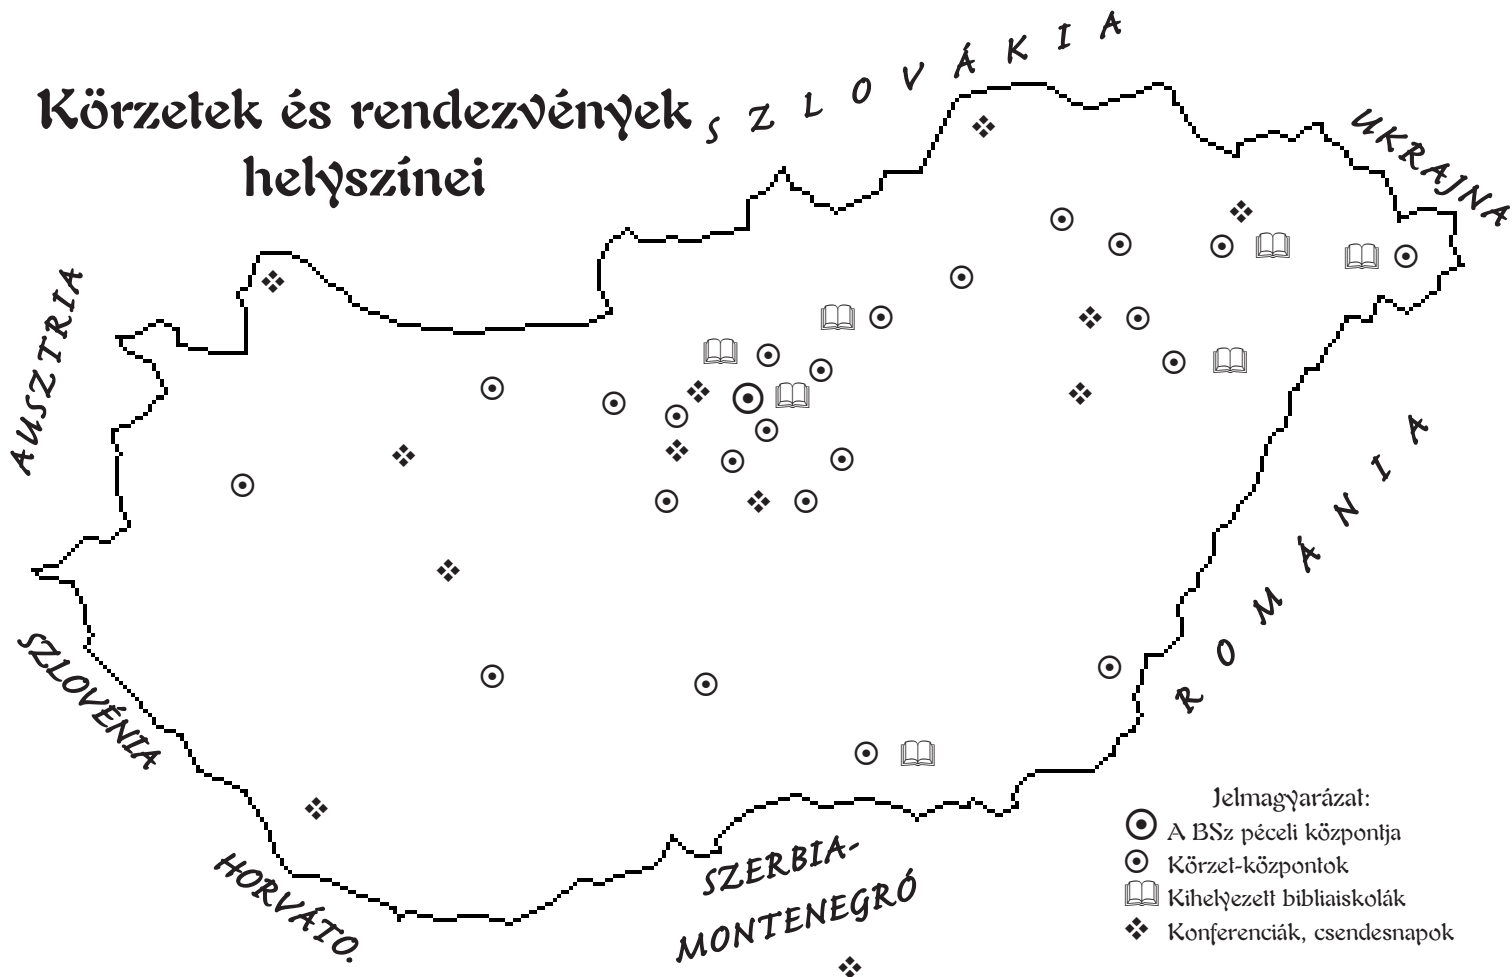 Körzetek és rendezvények
helyszínei
SZLOVÁKIA
UKRAJNA
AUSZTRIA
ROMÁNIA
SZLOVÉNIA
HORVÁTO.
SZERBIA-
MONTENEGRÓ
Jelmagyarázat:
A BSz péceli központja
Körzet-központok
Kihelyezett bibliaiskolák
Konferenciák, csendesnapok